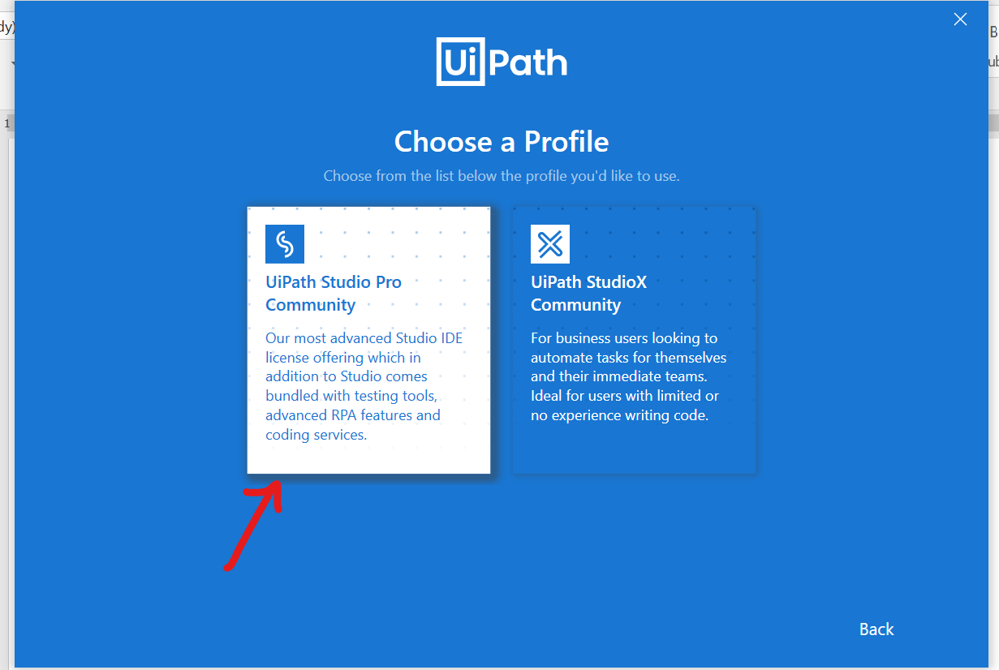 dy)
B
ub
1
UiPath
Choose a Profile
Choose from the list below the profile you'd like to use.
UiPath Studio Pro
Community
Our most advanced Studio IDE
license offering which in
addition to Studio comes
bundled with testing tools,
advanced RPA features and
coding services.
UiPath StudioX
Community
For business users looking to
automate tasks for themselves
and their immediate teams.
Ideal for users with limited or
no experience writing code.
Back